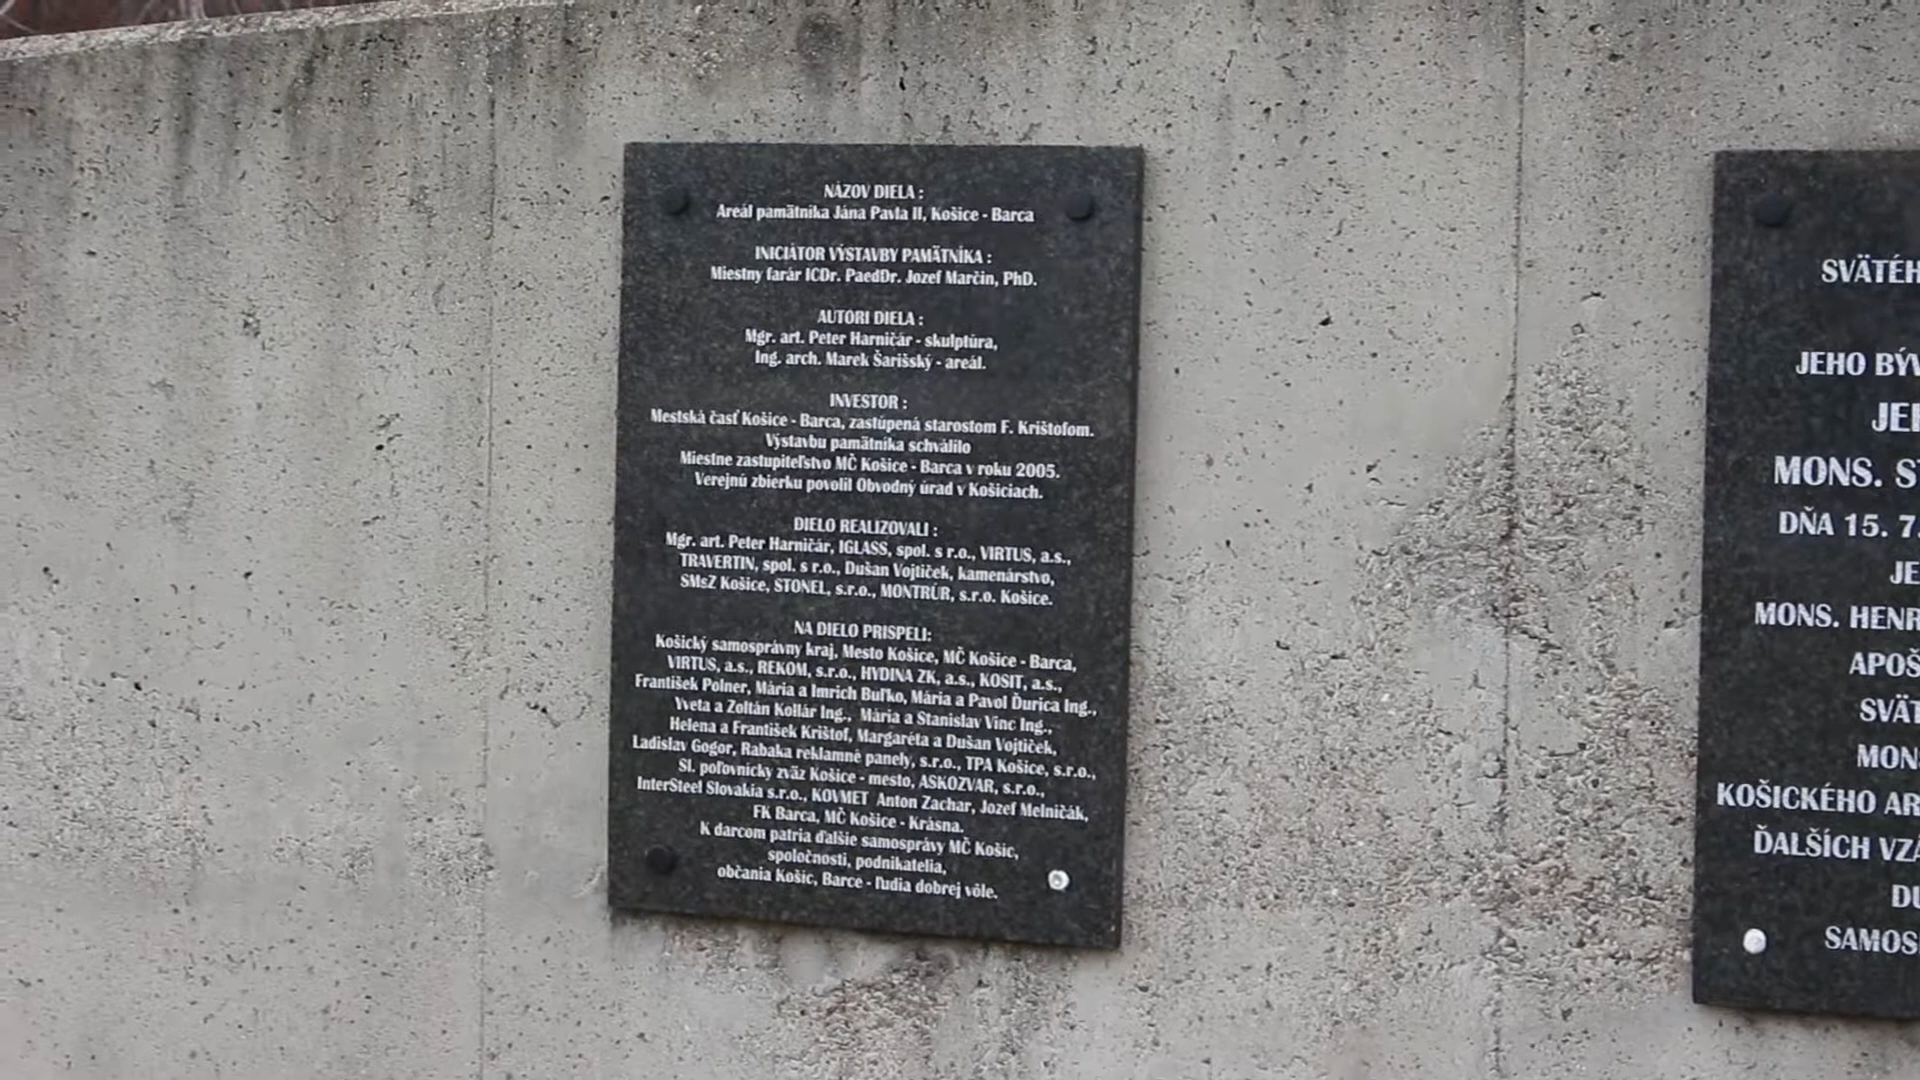 NÁZOV DIELA :
Areál pamätníka Jána Pavla II, Košice - Barca
INICIÁTOR VÝSTAVBY PAMÄTNÍKA :
Miestny farár ICDr. PaedDr. Jozef Marčin, PhD.
AUTORI DIELA :
Mgr. art. Peter Harničár - skulptúra,
Ing. arch. Marek Šarišský - areál.
INVESTOR :
Mestská časť Košice - Barca, zastúpená starostom F. Krištofom.
Výstavbu pamätníka schválilo
Miestne zastupiteľstvo MČ Košice - Barca v roku 2005.
Verejnú zbierku povolil Obvodný úrad v Košiciach.
DIELO REALIZOVALI :
Mgr. art. Peter Harničár, IGLASS, spol. s r.o., VIRTUS, a.s.,
TRAVERTIN, spol. s r.o., Dušan Vojtiček, kamenárstvo,
SMsZ Košice, STONEL, s.r.o., MONTRÚR, s.r.o. Košice.
NA DIELO PRISPELI:
Košický samosprávny kraj, Mesto Košice, MČ Košice - Barca,
VIRTUS, a.s., REKOM, s.r.o., HYDINA ZK, a.s., KOSIT, a.s.,
František Polner, Mária a Imrich Buľko, Mária a Pavol Ďurica Ing.,
Yveta a Zoltán Kollár Ing., Mária a Stanislav Vinc Ing.,
Helena a František Krištof, Margaréta a Dušan Vojtiček,
Ladislav Gogor, Rabaka reklamné panely, s.r.o., TPA Košice, s.r.o.,
Sl. poľovnícky zväz Košice - mesto, ASKOZVAR, s.r.o.,
InterSteel Slovakia s.r.o., KOVMET Anton Zachar, Jozef Melničák,
FK Barca, MČ Košice - Krásna.
K darcom patria ďalšie samosprávy MČ Košíc,
spoločnosti, podnikatelia,
občania Košíc, Barce - ľudia dobrej vôle.
SVÄTÉH
JEHO BÝV
JE
MONS. S
DŇA 15. 7.
JE
MONS. HENR
APOŠ
SVÄT
MON
KOŠICKÉHO AR
ĎALŠÍCH VZ
DU
SAMOS